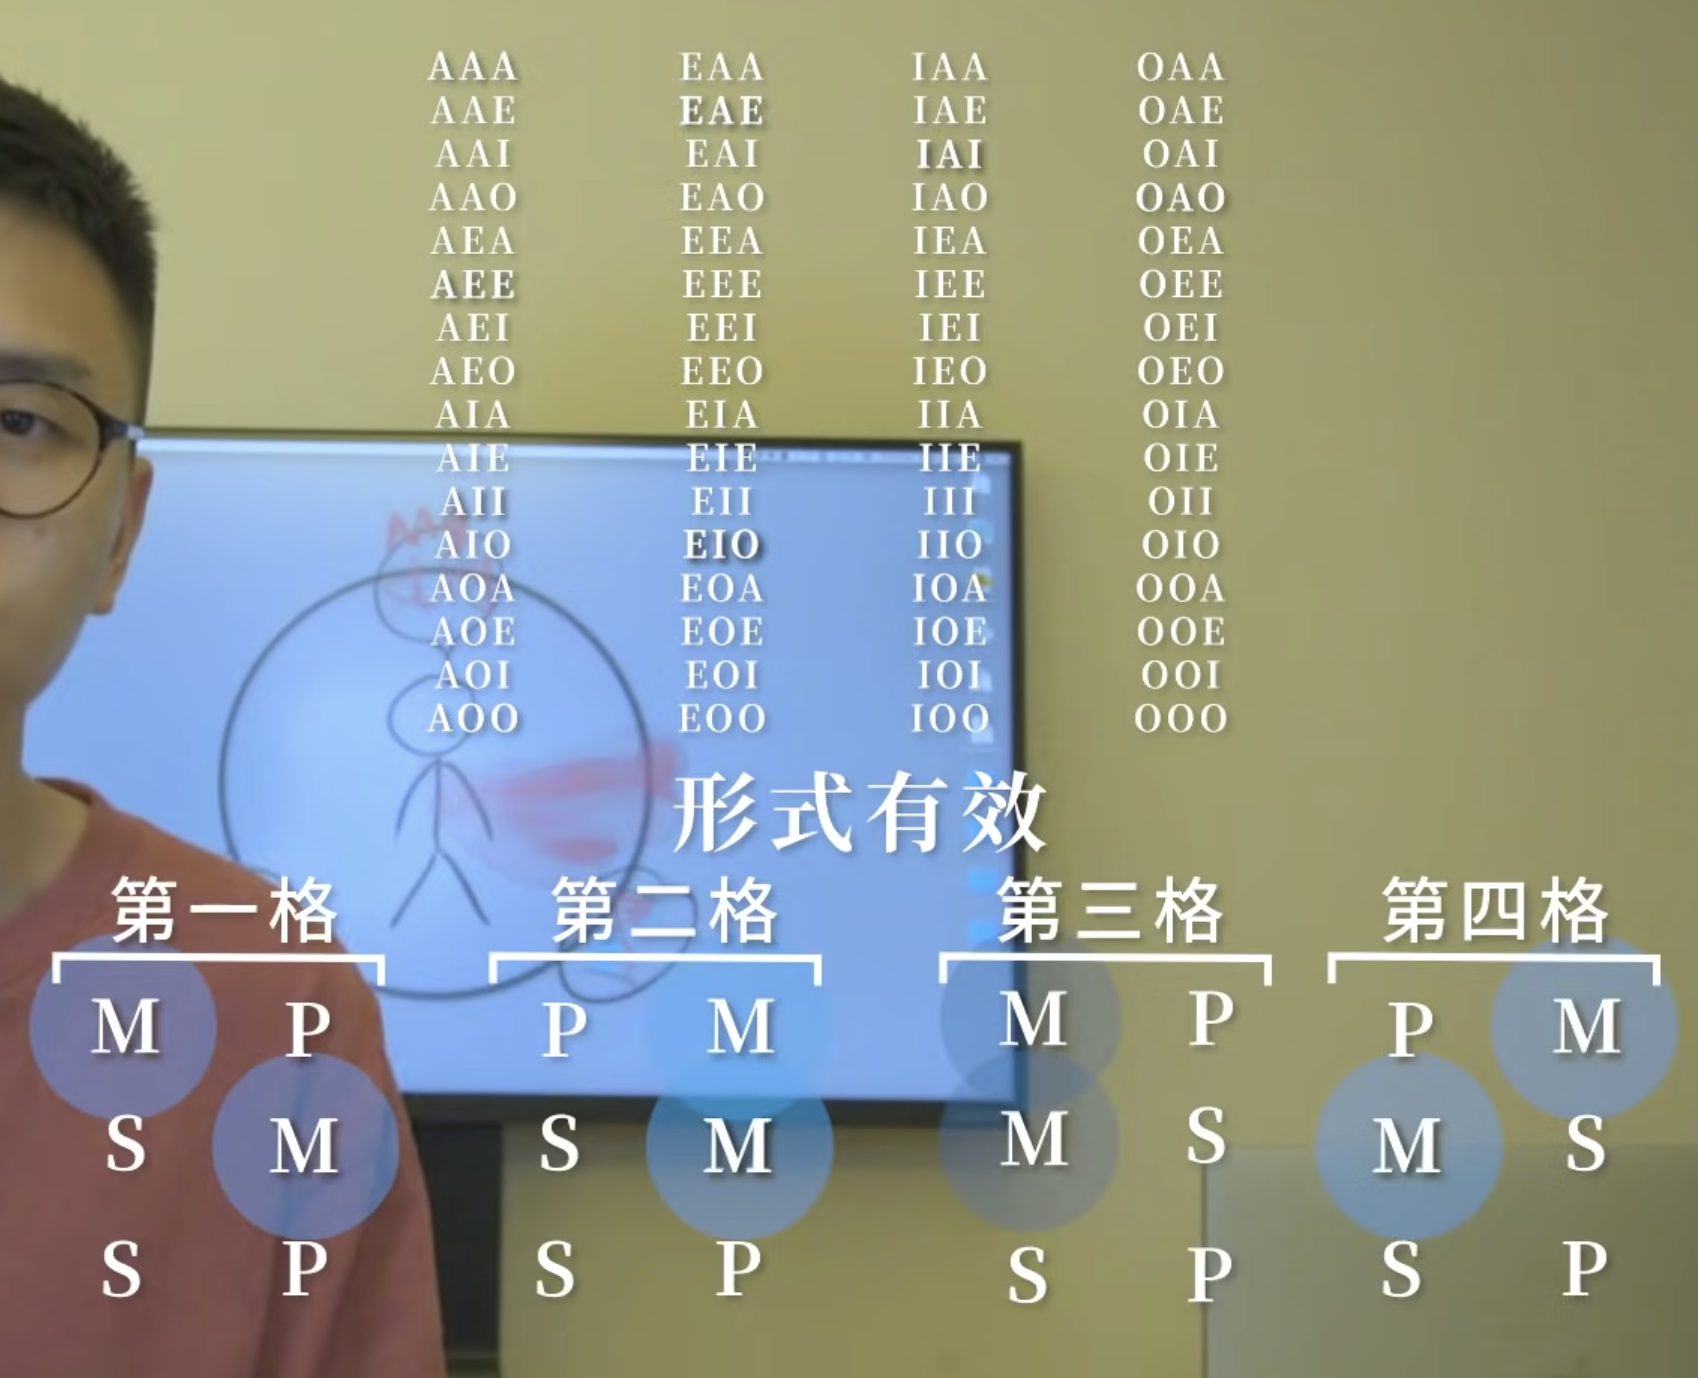 AAA EAA IAA OAA
AAE EAE IAE OAE
AAI EAI IAI OAI
AAO EAO IAO OAO
AEA EEA IEA OEA
AEE EEE IEE OEE
AEI EEI IEI OEI
AEO EEO IEO OEO
AIA EIA IIA OIA
AIE EIE IIE OIE
AII EII III OII
AIO EIO IIO OIO
AOA EOA IOA OOA
AOE EOE IOE OOE
AOI EOI IOI OOI
AOO EOO IOO OOO
形式有效
第一格 第二格 第三格 第四格
M P P M M P P M
S M S M M S M S
S P S P S P S P